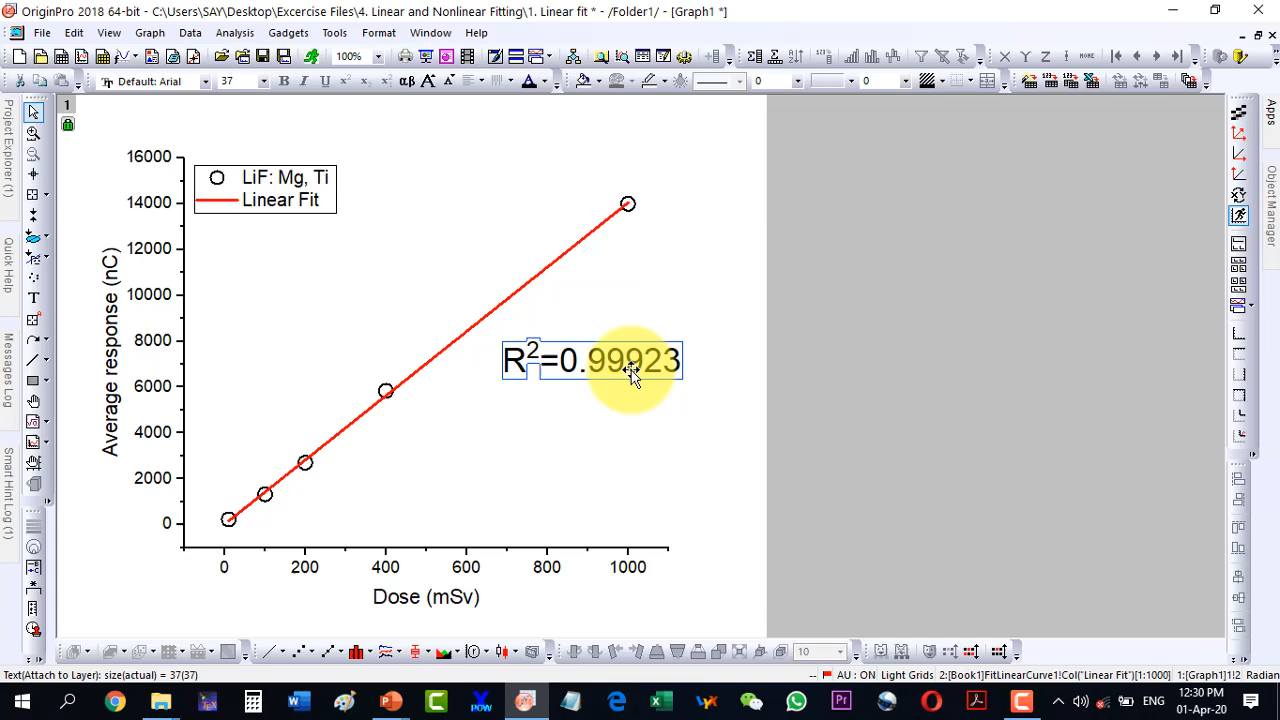 OriginPro 2018 64-bit - C:\Users\SAY\Desktop\Excercise Files\4. Linear and Nonlinear Fitting\1. Linear fit * - /Folder1/ - [Graph1 *]
File Edit View Graph Data Analysis Gadgets Tools Format Window Help
100%
Default: Arial 37 B I U x² x₂ αβ A A A 0 0
Project Explorer (1)
Quick Help
Messages Log
Smart Hint Log (1)
Apps
Object Manager
1
16000
14000
12000
10000
8000
6000
4000
2000
0
Average response (nC)
LiF: Mg, Ti
Linear Fit
R²=0.99923
0 200 400 600 800 1000
Dose (mSv)
10
Text(Attach to Layer): size(actual) = 37(37)
AU : ON Light Grids 2:[Book1]FitLinearCurve1!Col("Linear Fit")[1:1000] 1:[Graph1]1!2 Radian
ENG
12:30 PM
01-Apr-20